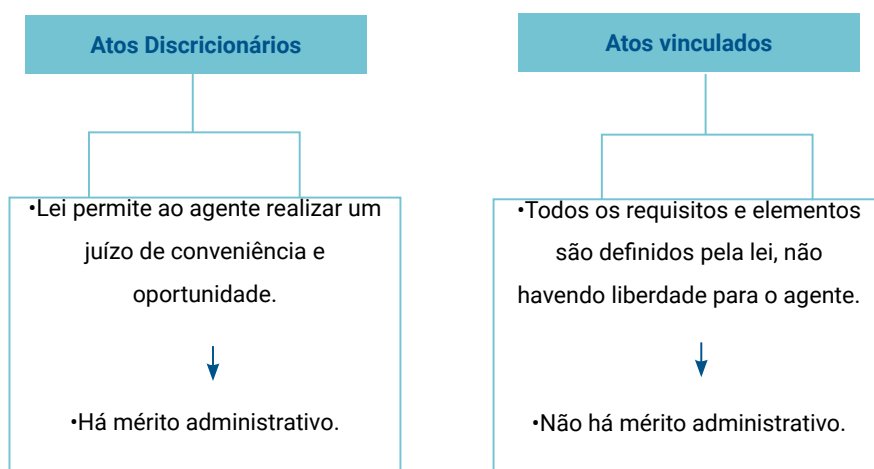 Atos Discricionários
•Lei permite ao agente realizar um
juízo de conveniência e
oportunidade.
•Há mérito administrativo.
Atos vinculados
•Todos os requisitos e elementos
são definidos pela lei, não
havendo liberdade para o agente.
•Não há mérito administrativo.